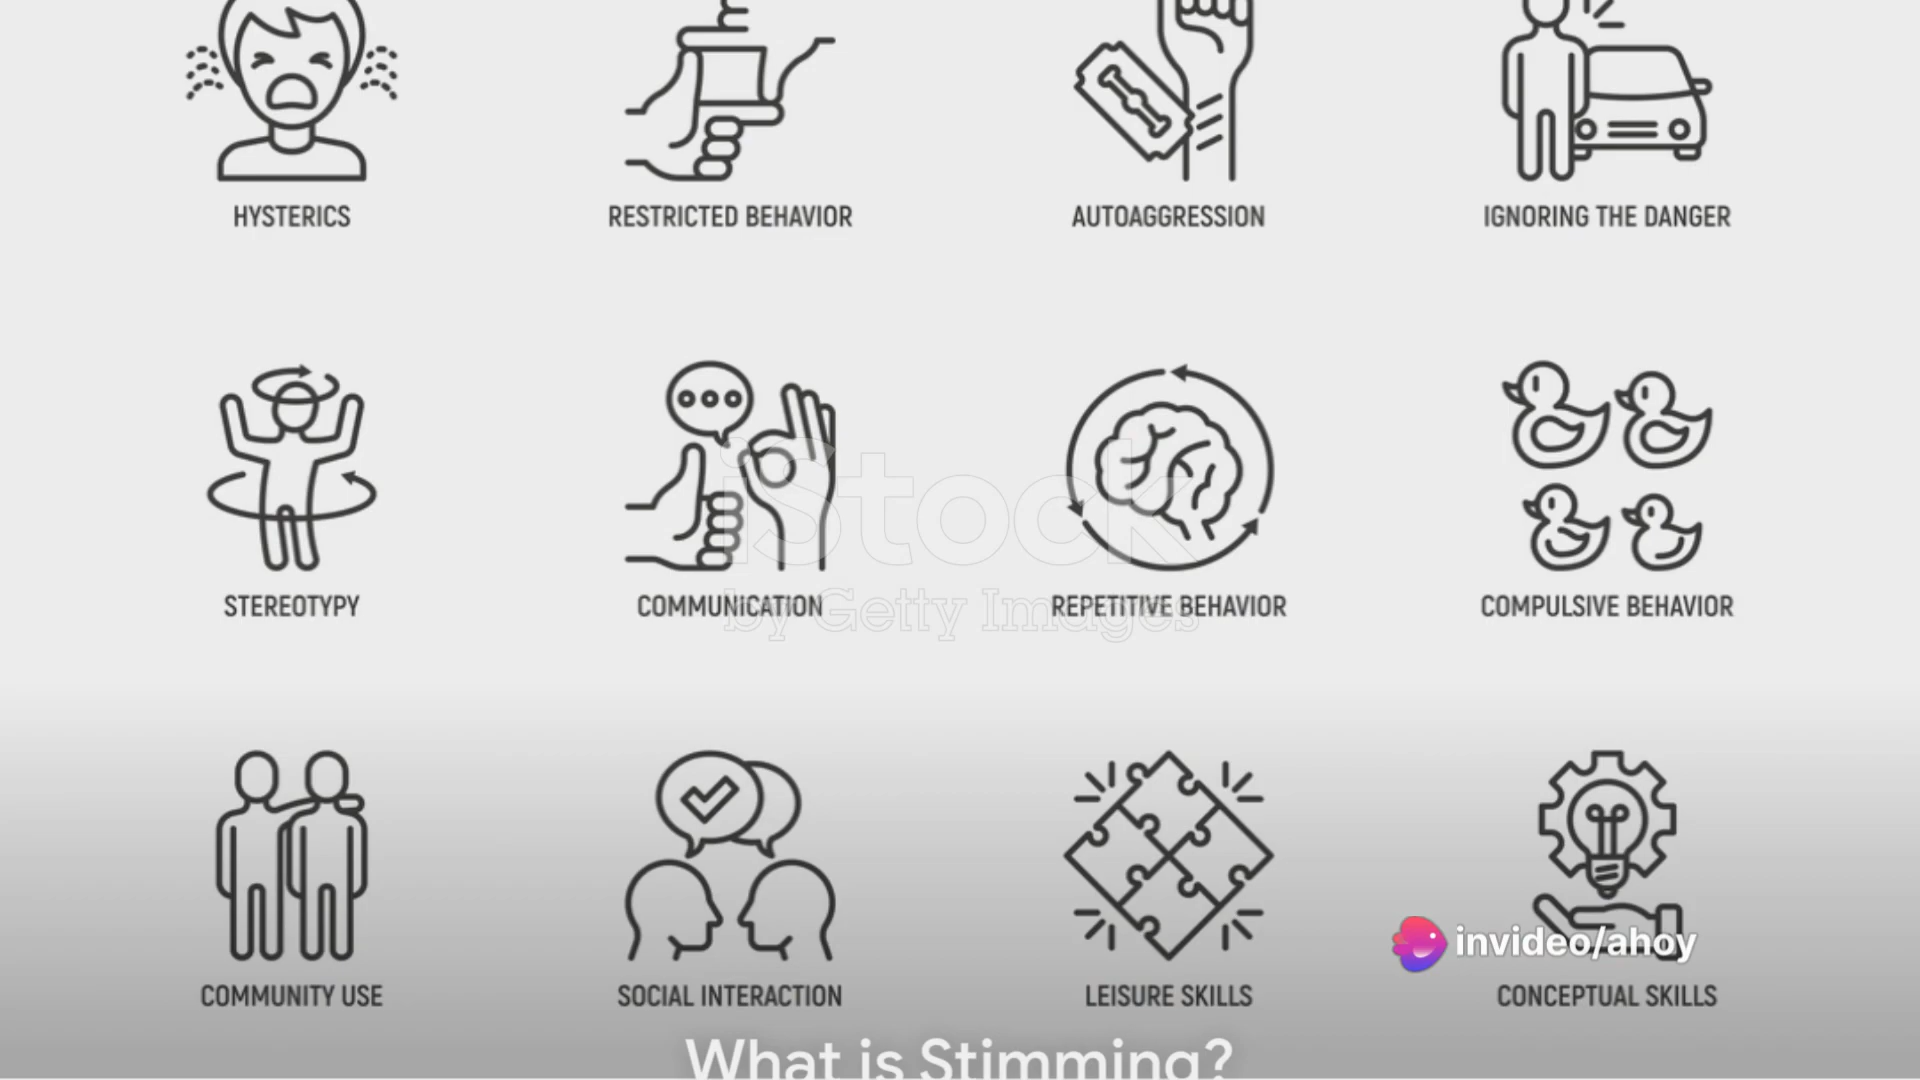 HYSTERICS
RESTRICTED BEHAVIOR
AUTOAGGRESSION
IGNORING THE DANGER
STEREOTYPY
COMMUNICATION
REPETITIVE BEHAVIOR
COMPULSIVE BEHAVIOR
iStock
by Getty Images
invideo/ahoy
COMMUNITY USE
SOCIAL INTERACTION
LEISURE SKILLS
CONCEPTUAL SKILLS
What is Stimming?